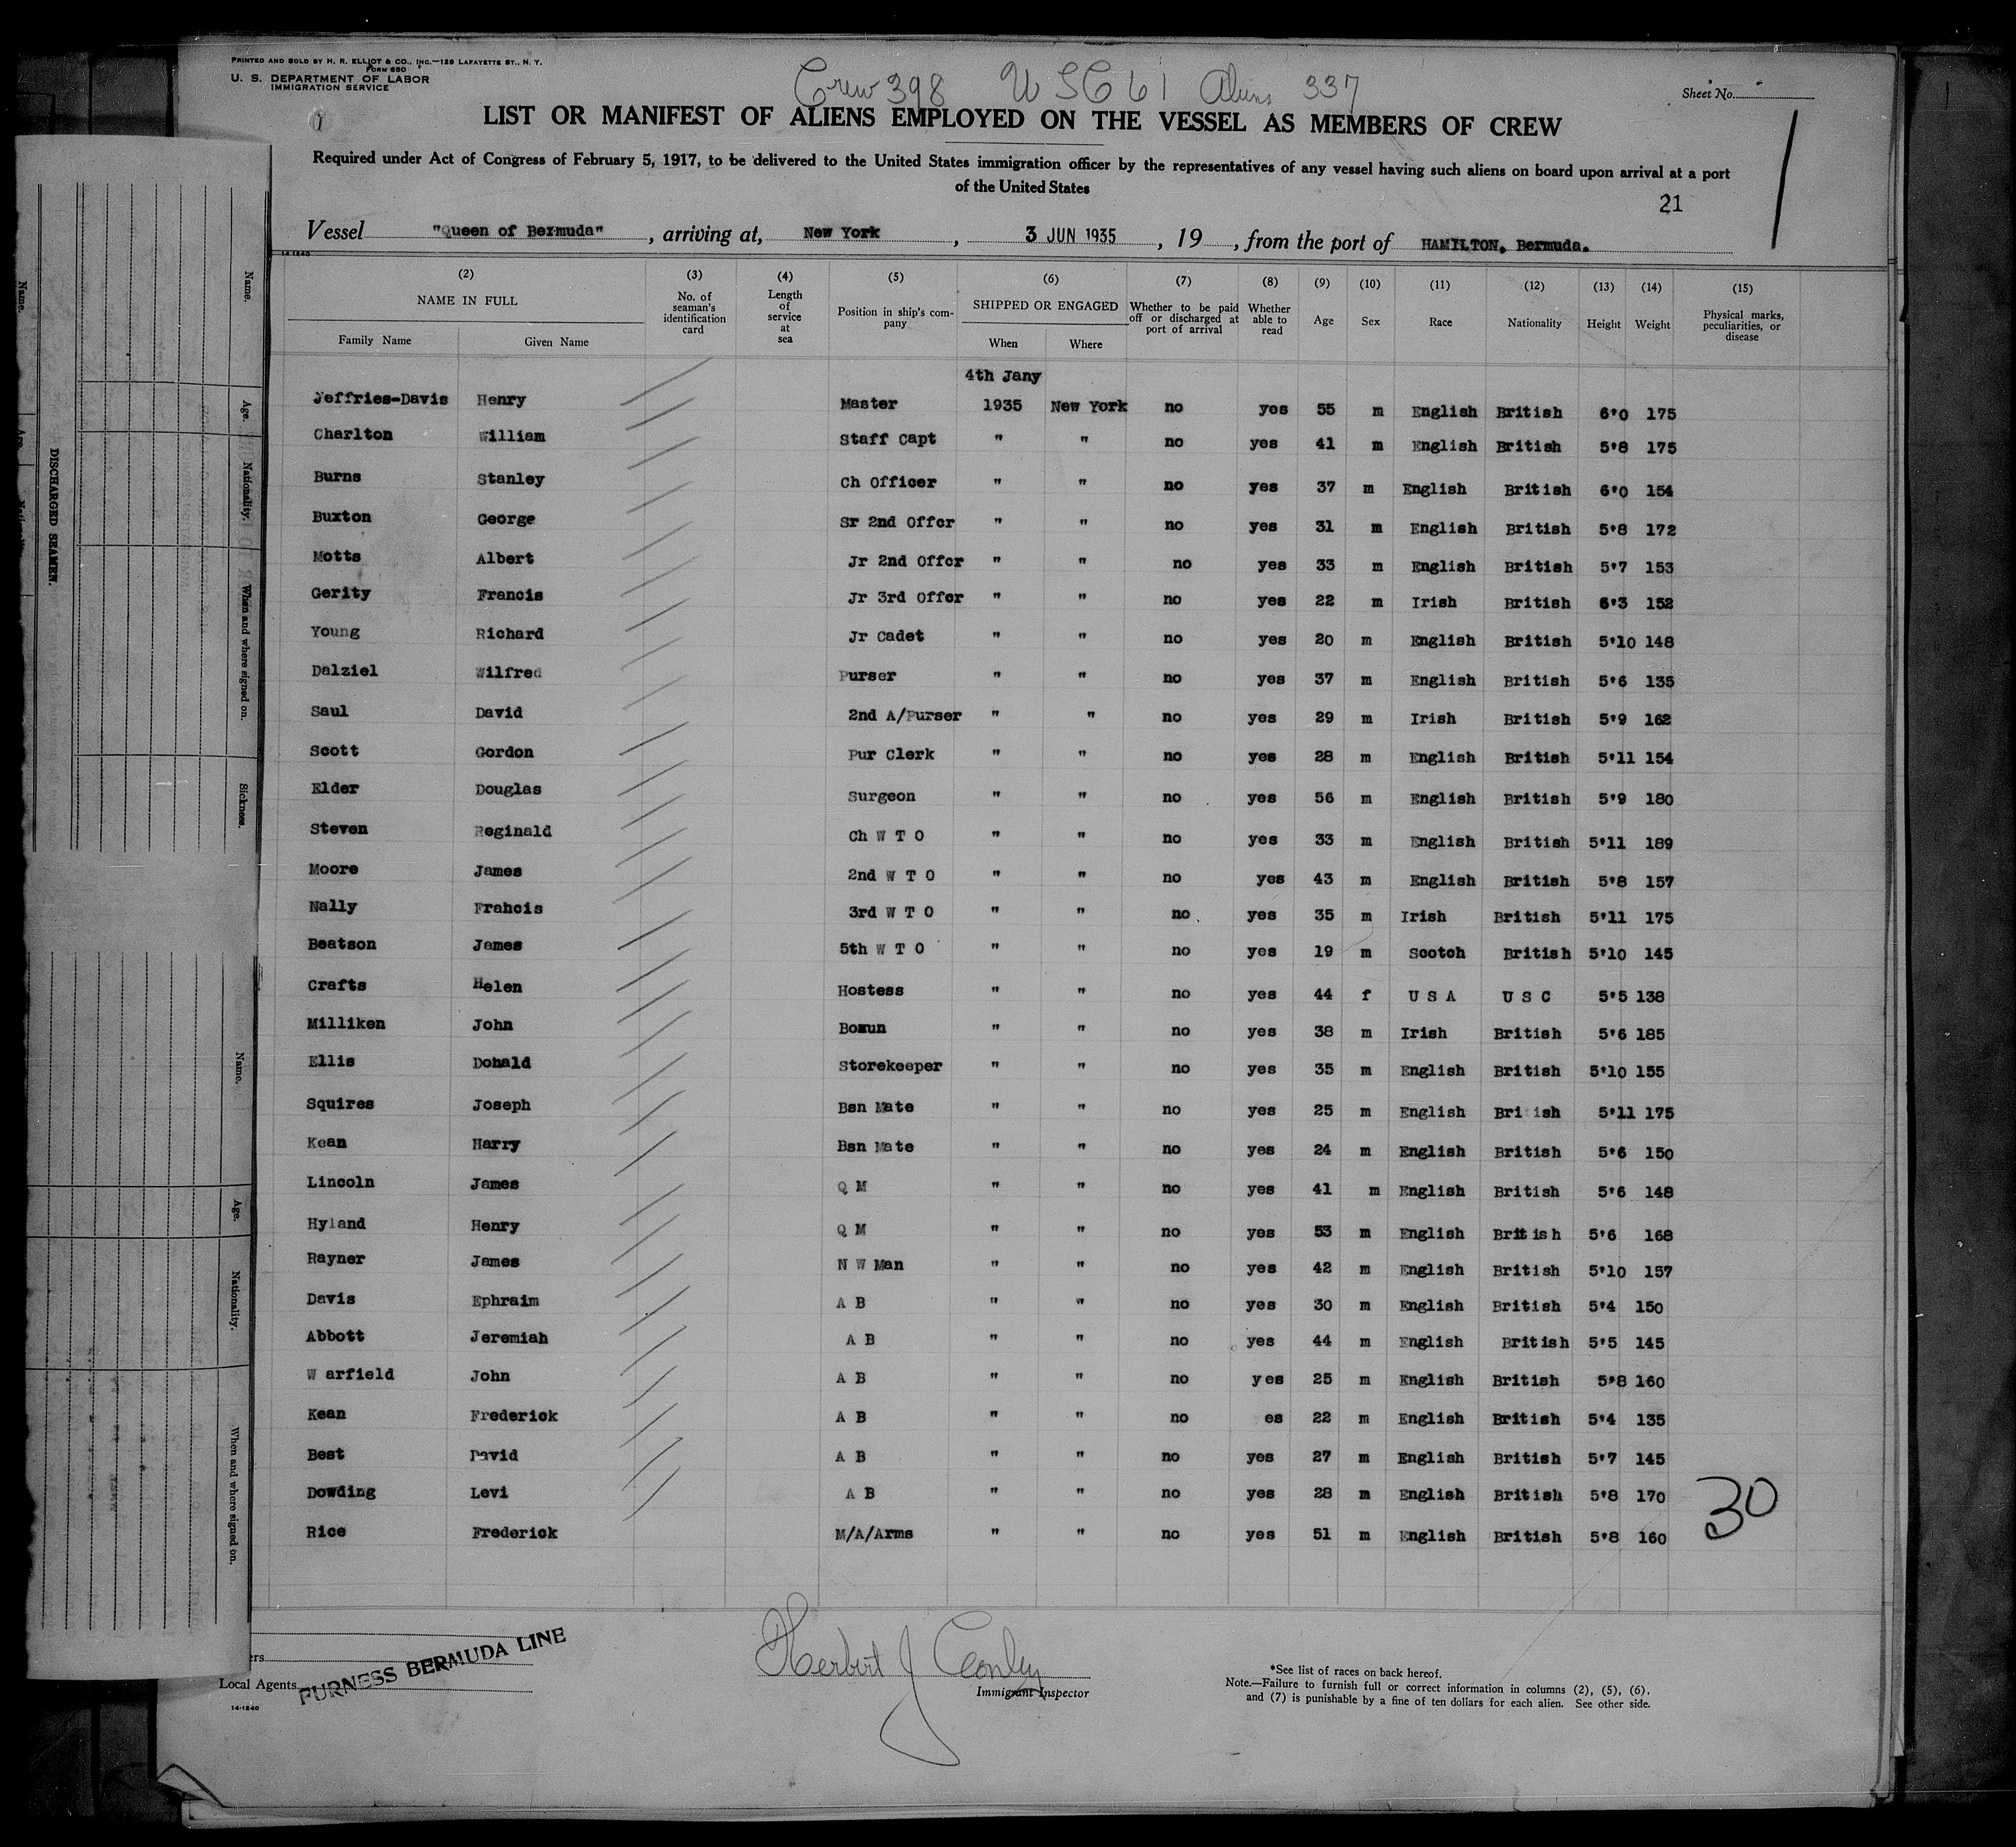 PRINTED AND SOLD BY H. R. ELLIOT & CO., INC.—129 LAFAYETTE ST., N. Y.
FORM 680
U. S. DEPARTMENT OF LABOR
IMMIGRATION SERVICE
Crew 398 USC 61 Aliens 337
Sheet No. 1
LIST OR MANIFEST OF ALIENS EMPLOYED ON THE VESSEL AS MEMBERS OF CREW
Required under Act of Congress of February 5, 1917, to be delivered to the United States immigration officer by the representatives of any vessel having such aliens on board upon arrival at a port
of the United States
21
Vessel "Queen of Bermuda", arriving at, New York, 3 JUN 1935, 19 , from the port of HAMILTON, Bermuda.
14-1240
(2) (3) (4) (5) (6) (7) (8) (9) (10) (11) (12) (13) (14) (15)
NAME IN FULL No. of seaman's identification card Length of service at sea Position in ship's company SHIPPED OR ENGAGED Whether to be paid off or discharged at port of arrival Whether able to read Age Sex Race Nationality Height Weight Physical marks, peculiarities, or disease
Family Name Given Name When Where
4th Jany
Jeffries-Davis Henry Master 1935 New York no yes 55 m English British 6'0 175
Charlton William Staff Capt " " no yes 41 m English British 5'8 175
Burns Stanley Ch Officer " " no yes 37 m English British 6'0 154
Buxton George Sr 2nd Offcr " " no yes 31 m English British 5'8 172
Motts Albert Jr 2nd Offcr " " no yes 33 m English British 5'7 153
Gerity Francis Jr 3rd Offcr " " no yes 22 m Irish British 6'3 152
Young Richard Jr Cadet " " no yes 20 m English British 5'10 148
Dalziel Wilfred Purser " " no yes 37 m English British 5'6 135
Saul David 2nd A/Purser " " no yes 29 m Irish British 5'9 162
Scott Gordon Pur Clerk " " no yes 28 m English British 5'11 154
Elder Douglas Surgeon " " no yes 56 m English British 5'9 180
Steven Reginald Ch W T O " " no yes 33 m English British 5'11 189
Moore James 2nd W T O " " no yes 43 m English British 5'8 157
Nally Frahcis 3rd W T O " " no yes 35 m Irish British 5'11 175
Beatson James 5th W T O " " no yes 19 m Scotch British 5'10 145
Crafts Helen Hostess " " no yes 44 f U S A U S C 5'5 138
Milliken John Bosun " " no yes 38 m Irish British 5'6 185
Ellis Donald Storekeeper " " no yes 35 m English British 5'10 155
Squires Joseph Bsn Mate " " no yes 25 m English Bri ish 5'11 175
Kean Harry Bsn Mate " " no yes 24 m English British 5'6 150
Lincoln James Q M " " no yes 41 m English British 5'6 148
Hyland Henry Q M " " no yes 53 m English British 5'6 168
Rayner James N W Man " " no yes 42 m English British 5'10 157
Davis Ephraim A B " " no yes 30 m English British 5'4 150
Abbott Jeremiah A B " " no yes 44 m English British 5'5 145
W arfield John A B " " no yes 25 m English British 5'8 160
Kean Frederick A B " " no es 22 m English British 5'4 135
Best David A B " " no yes 27 m English British 5'7 145
Dowding Levi A B " " no yes 28 m English British 5'8 170
Rice Frederick M/A/Arms " " no yes 51 m English British 5'8 160
30
Herbert J Conley
Immigrant Inspector
ers
Local Agents FURNESS BERMUDA LINE
14-1240
*See list of races on back hereof.
Note.—Failure to furnish full or correct information in columns (2), (5), (6),
and (7) is punishable by a fine of ten dollars for each alien. See other side.
DISCHARGED SEAMEN.
Name.
Age.
Nationality.
When and where signed on.
Sickness.
Name.
Age.
Nationality.
When and where signed on.